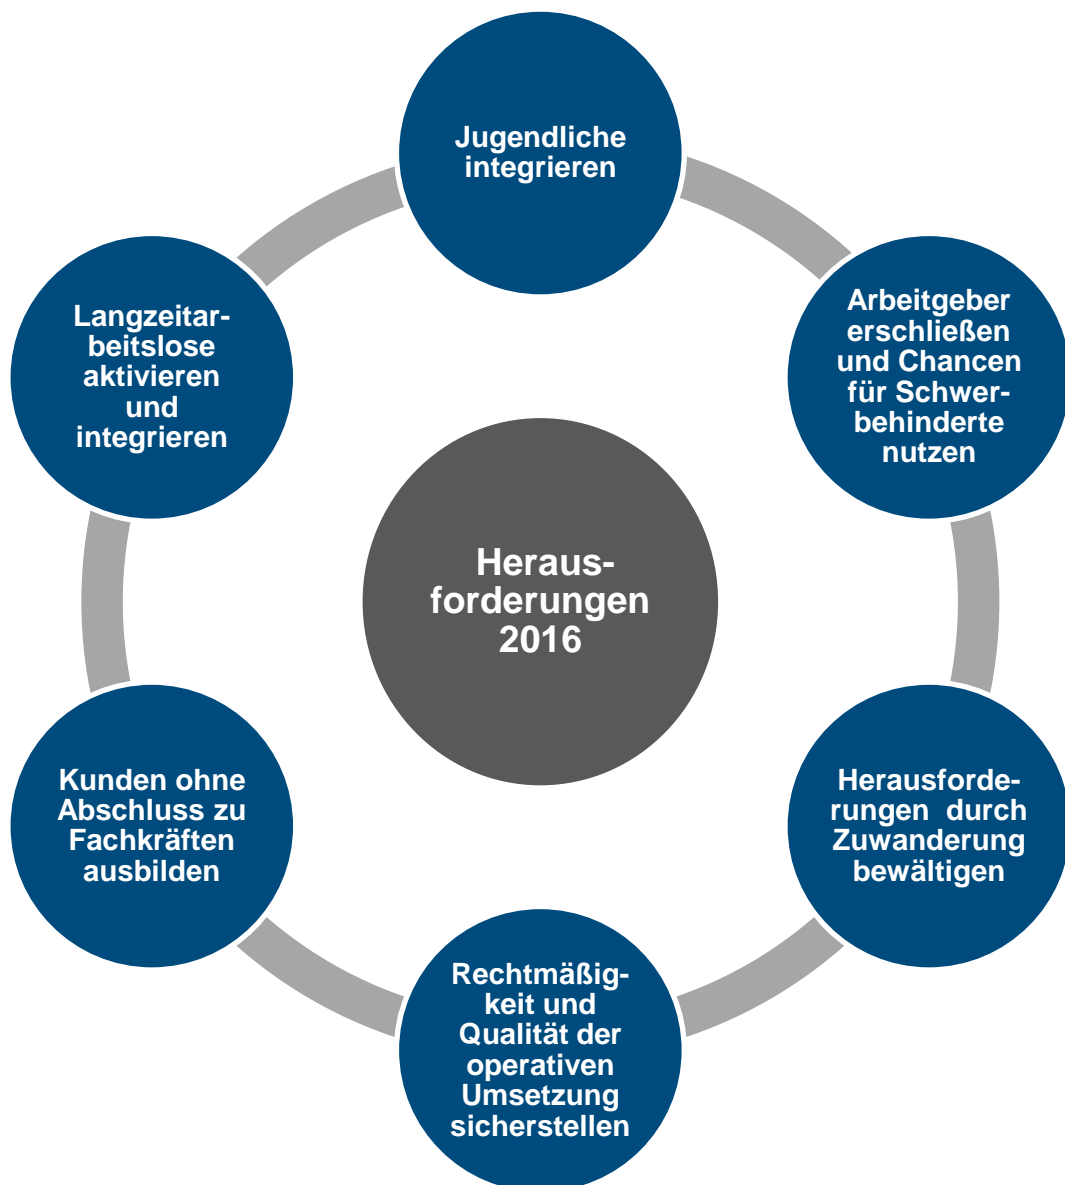 Jugendliche
integrieren
Arbeitgeber
erschließen
und Chancen
für Schwer-
behinderte
nutzen
Herausforde-
rungen  durch
Zuwanderung
bewältigen
Rechtmäßig-
keit und
Qualität der
operativen
Umsetzung
sicherstellen
Kunden ohne
Abschluss zu
Fachkräften
ausbilden
Langzeitar-
beitslose
aktivieren
und
integrieren
Heraus-
forderungen
2016